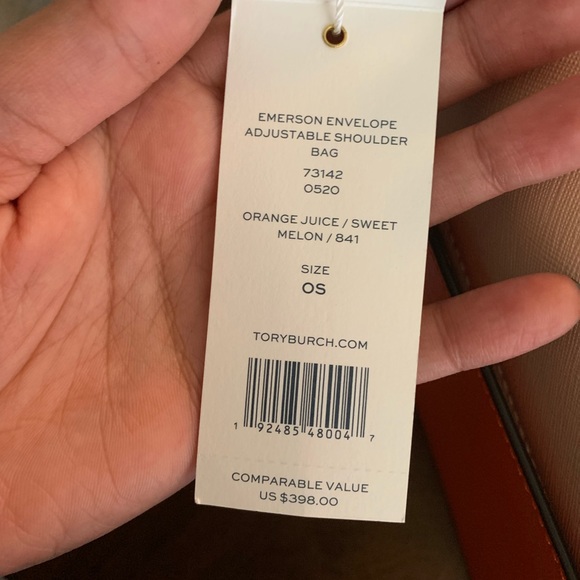 EMERSON ENVELOPE
ADJUSTABLE SHOULDER
BAG
73142
0520
ORANGE JUICE / SWEET
MELON / 841
SIZE
OS
TORYBURCH.COM
1 92485 48004 7
COMPARABLE VALUE
US $398.00